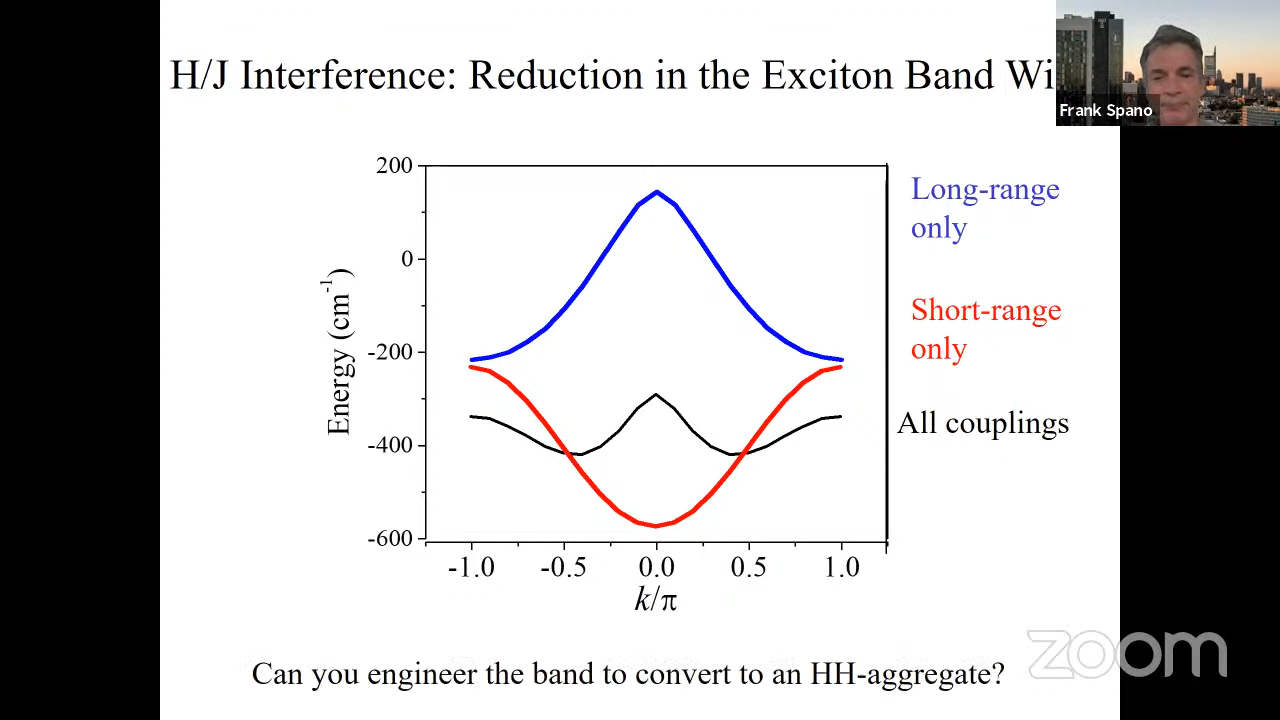 H/J Interference: Reduction in the Exciton Band Wi
Frank Spano
200
0
-200
-400
-600
Energy (cm-1)
-1.0 -0.5 0.0 0.5 1.0
k/π
Long-range
only
Short-range
only
All couplings
zoom
Can you engineer the band to convert to an HH-aggregate?